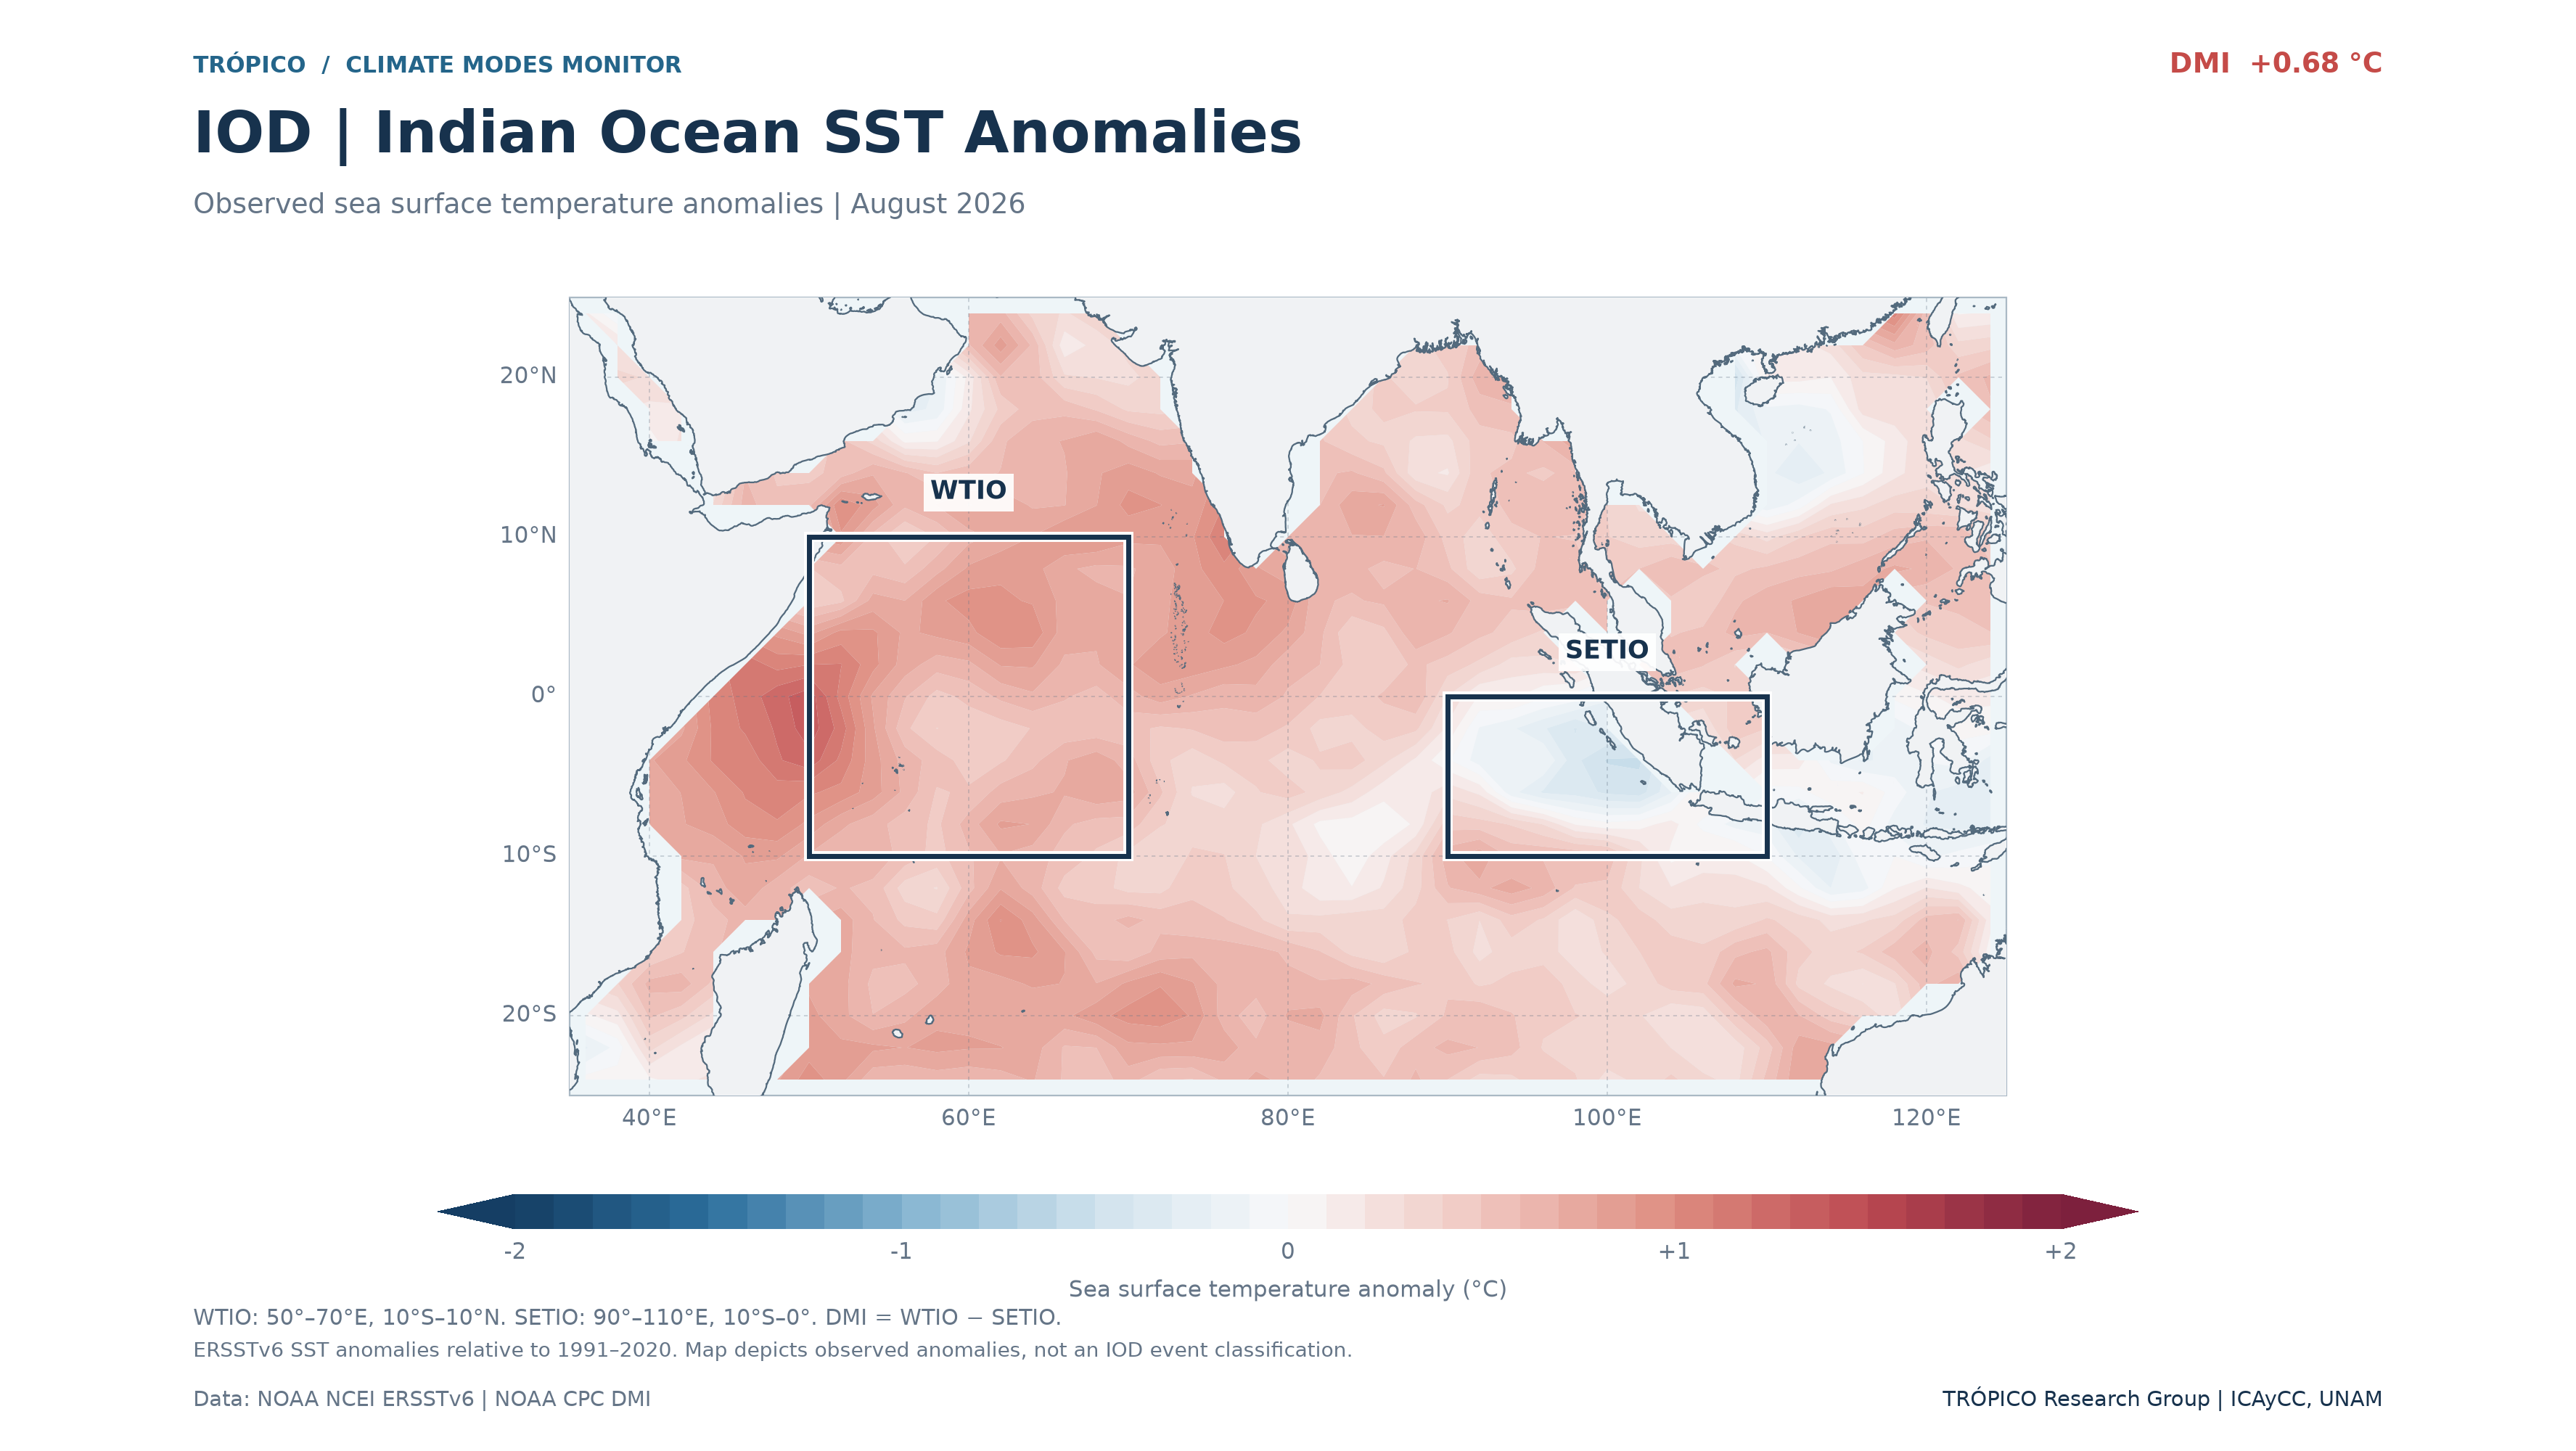 TRÓPICO / CLIMATE MODES MONITOR
DMI +0.68 °C
IOD | Indian Ocean SST Anomalies
Observed sea surface temperature anomalies | August 2026
20°N
WTIO
10°N
SETIO
0°
10°S
20°S
40°E 60°E 80°E 100°E 120°E
-2 -1 0 +1 +2
Sea surface temperature anomaly (°C)
WTIO: 50°–70°E, 10°S–10°N. SETIO: 90°–110°E, 10°S–0°. DMI = WTIO − SETIO.
ERSSTv6 SST anomalies relative to 1991–2020. Map depicts observed anomalies, not an IOD event classification.
Data: NOAA NCEI ERSSTv6 | NOAA CPC DMI
TRÓPICO Research Group | ICAyCC, UNAM